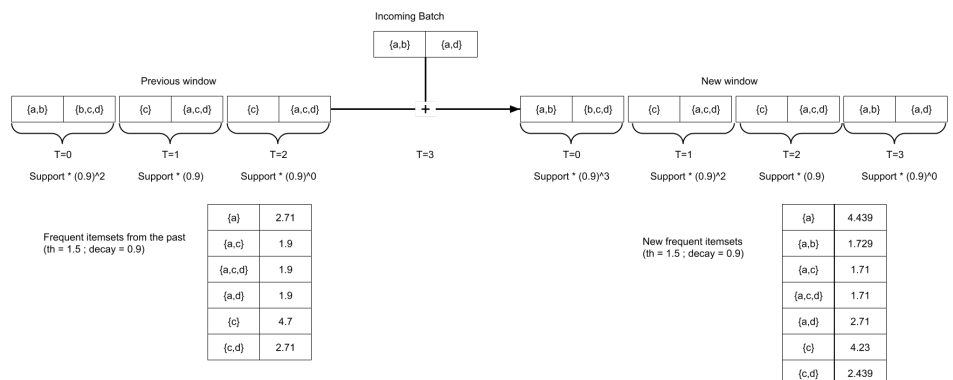 Incoming Batch
{a,b} {a,d}
Previous window
New window
{a,b} {b,c,d} {c} {a,c,d} {c} {a,c,d} + {a,b} {b,c,d} {c} {a,c,d} {c} {a,c,d} {a,b} {a,d}
T=0 T=1 T=2 T=3 T=0 T=1 T=2 T=3
Support * (0.9)^2 Support * (0.9) Support * (0.9)^0 Support * (0.9)^3 Support * (0.9)^2 Support * (0.9) Support * (0.9)^0
Frequent itemsets from the past
(th = 1.5 ; decay = 0.9)
{a} 2.71
{a,c} 1.9
{a,c,d} 1.9
{a,d} 1.9
{c} 4.7
{c,d} 2.71
New frequent itemsets
(th = 1.5 ; decay = 0.9)
{a} 4.439
{a,b} 1.729
{a,c} 1.71
{a,c,d} 1.71
{a,d} 2.71
{c} 4.23
{c,d} 2.439